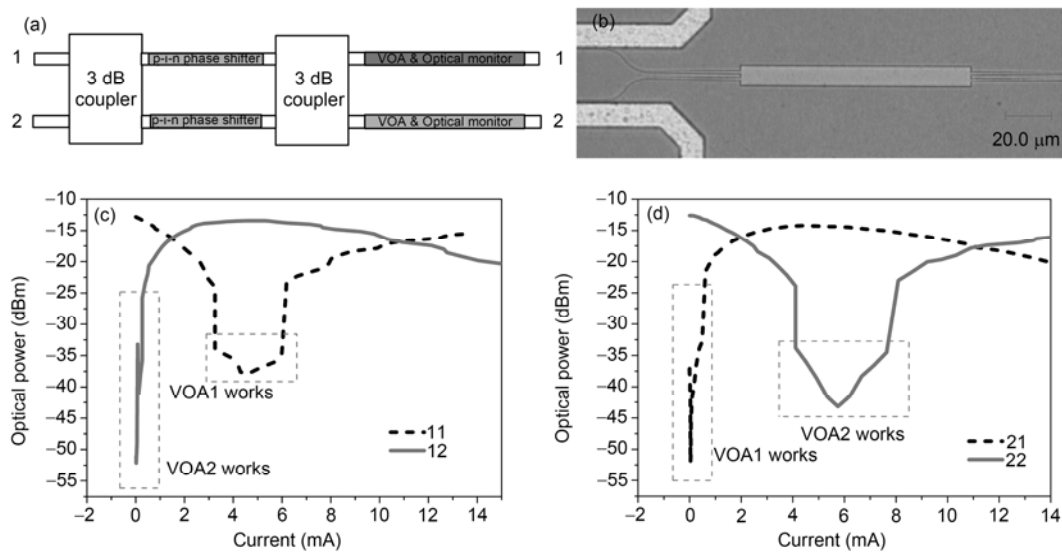 (a)
1
3 dB
coupler
p-i-n phase shifter
3 dB
coupler
VOA & Optical monitor
1
2
p-i-n phase shifter
VOA & Optical monitor
2
(b)
20.0 μm
(c)
Optical power (dBm)
−10
−15
−20
−25
−30
−35
−40
−45
−50
−55
VOA1 works
VOA2 works
11
12
−2 0 2 4 6 8 10 12 14
Current (mA)
(d)
Optical power (dBm)
−10
−15
−20
−25
−30
−35
−40
−45
−50
−55
VOA2 works
VOA1 works
21
22
−2 0 2 4 6 8 10 12 14
Current (mA)